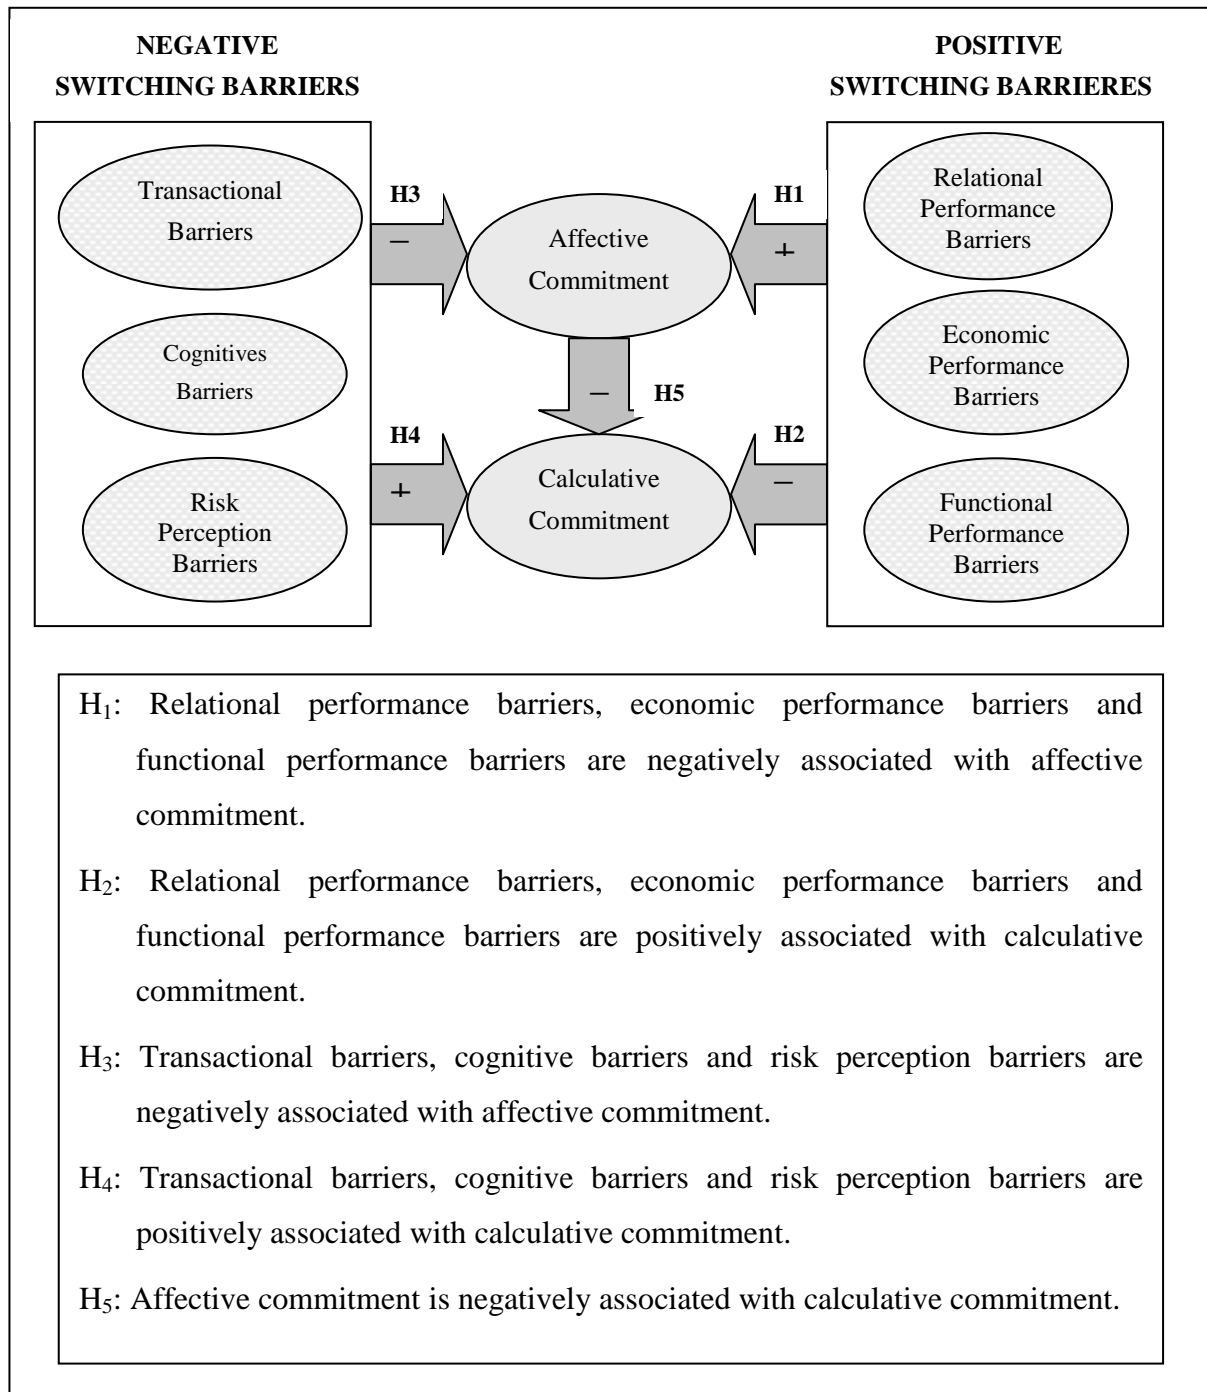 NEGATIVE
SWITCHING BARRIERS
POSITIVE
SWITCHING BARRIERES
Transactional
Barriers
Cognitives
Barriers
Risk
Perception
Barriers
H3
−
H4
+
Affective
Commitment
−
H5
Calculative
Commitment
H1
+
H2
−
Relational
Performance
Barriers
Economic
Performance
Barriers
Functional
Performance
Barriers
H₁: Relational performance barriers, economic performance barriers and
functional performance barriers are negatively associated with affective
commitment.
H₂: Relational performance barriers, economic performance barriers and
functional performance barriers are positively associated with calculative
commitment.
H₃: Transactional barriers, cognitive barriers and risk perception barriers are
negatively associated with affective commitment.
H₄: Transactional barriers, cognitive barriers and risk perception barriers are
positively associated with calculative commitment.
H₅: Affective commitment is negatively associated with calculative commitment.